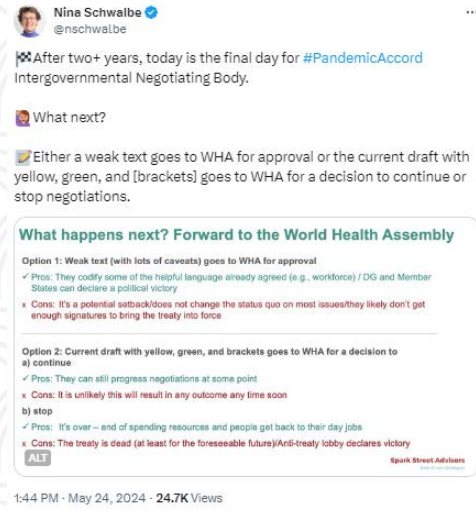 Nina Schwalbe
@nschwalbe
After two+ years, today is the final day for #PandemicAccord
Intergovernmental Negotiating Body.
What next?
Either a weak text goes to WHA for approval or the current draft with
yellow, green, and [brackets] goes to WHA for a decision to continue or
stop negotiations.
What happens next? Forward to the World Health Assembly
Option 1: Weak text (with lots of caveats) goes to WHA for approval
✓ Pros: They codify some of the helpful language already agreed (e.g., workforce) / DG and Member
States can declare a political victory
x Cons: It's a potential setback/does not change the status quo on most issues/they likely don't get
enough signatures to bring the treaty into force
Option 2: Current draft with yellow, green, and brackets goes to WHA for a decision to
a) continue
✓ Pros: They can still progress negotiations at some point
x Cons: It is unlikely this will result in any outcome any time soon
b) stop
✓ Pros: It's over – end of spending resources and people get back to their day jobs
x Cons: The treaty is dead (at least for the foreseeable future)/Anti-treaty lobby declares victory
ALT
Spark Street Advisors
1:44 PM · May 24, 2024 · 24.7K Views